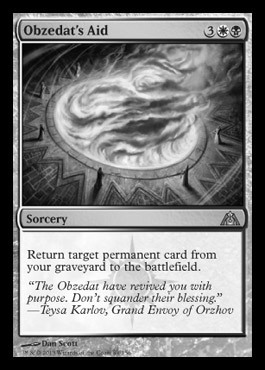 Obzedat's Aid 3
Sorcery
Return target permanent card from
your graveyard to the battlefield.
"The Obzedat have revived you with
purpose. Don't squander their blessing."
—Teysa Karlov, Grand Envoy of Orzhov
Dan Scott